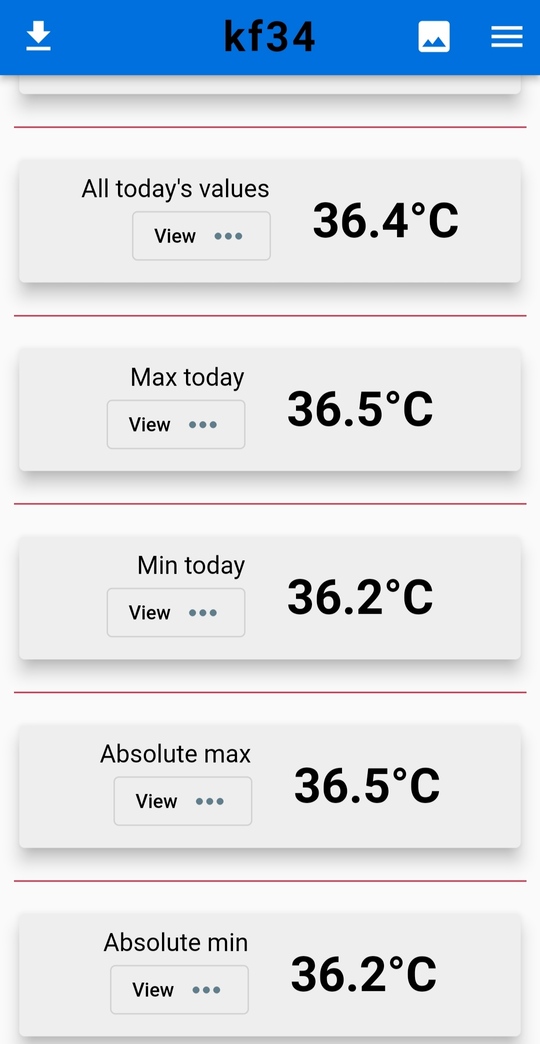 kf34
All today's values
View
36.4°C
Max today
View
36.5°C
Min today
View
36.2°C
Absolute max
View
36.5°C
Absolute min
View
36.2°C